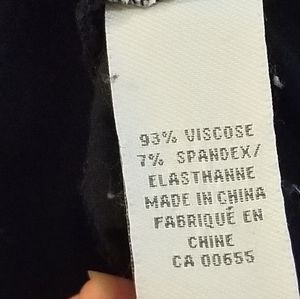 93% VISCOSE
7% SPANDEX/
ELASTHANNE
MADE IN CHINA
FABRIQUÉ EN
CHINE
CA 00655